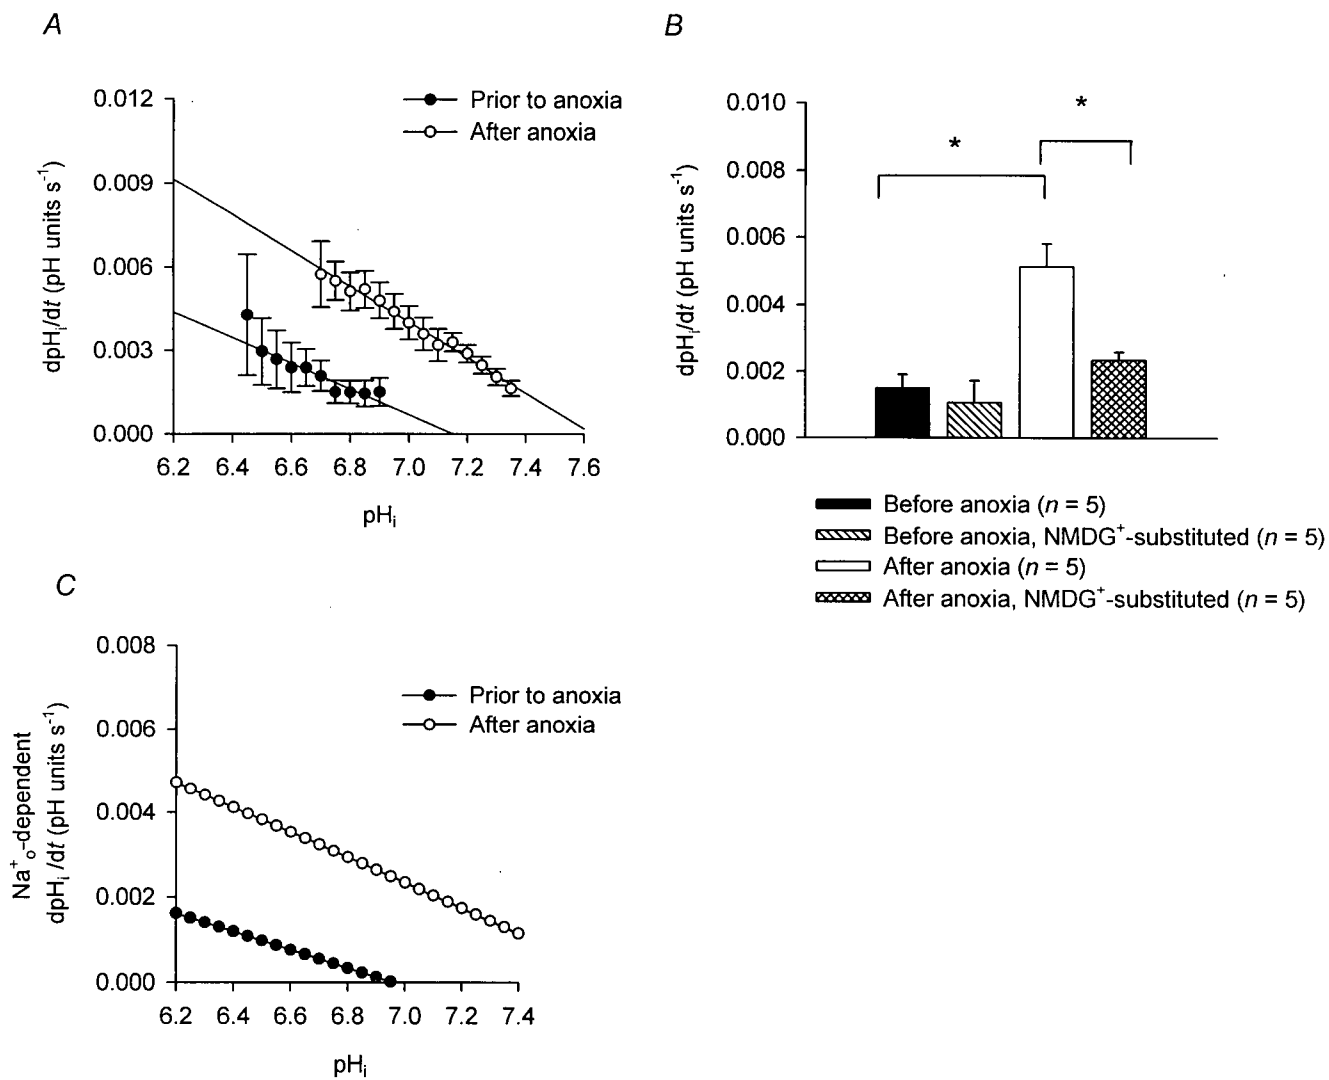 A
0.012
0.009
0.006
0.003
0.000
dpHᵢ/dt (pH units s⁻¹)
Prior to anoxia
After anoxia
6.2 6.4 6.6 6.8 7.0 7.2 7.4 7.6
pHᵢ
B
0.010
0.008
0.006
0.004
0.002
0.000
dpHᵢ/dt (pH units s⁻¹)
*
*
Before anoxia (n = 5)
Before anoxia, NMDG⁺-substituted (n = 5)
After anoxia (n = 5)
After anoxia, NMDG⁺-substituted (n = 5)
C
0.008
0.006
0.004
0.002
0.000
Na⁺ₒ-dependent
dpHᵢ/dt (pH units s⁻¹)
Prior to anoxia
After anoxia
6.2 6.4 6.6 6.8 7.0 7.2 7.4
pHᵢ